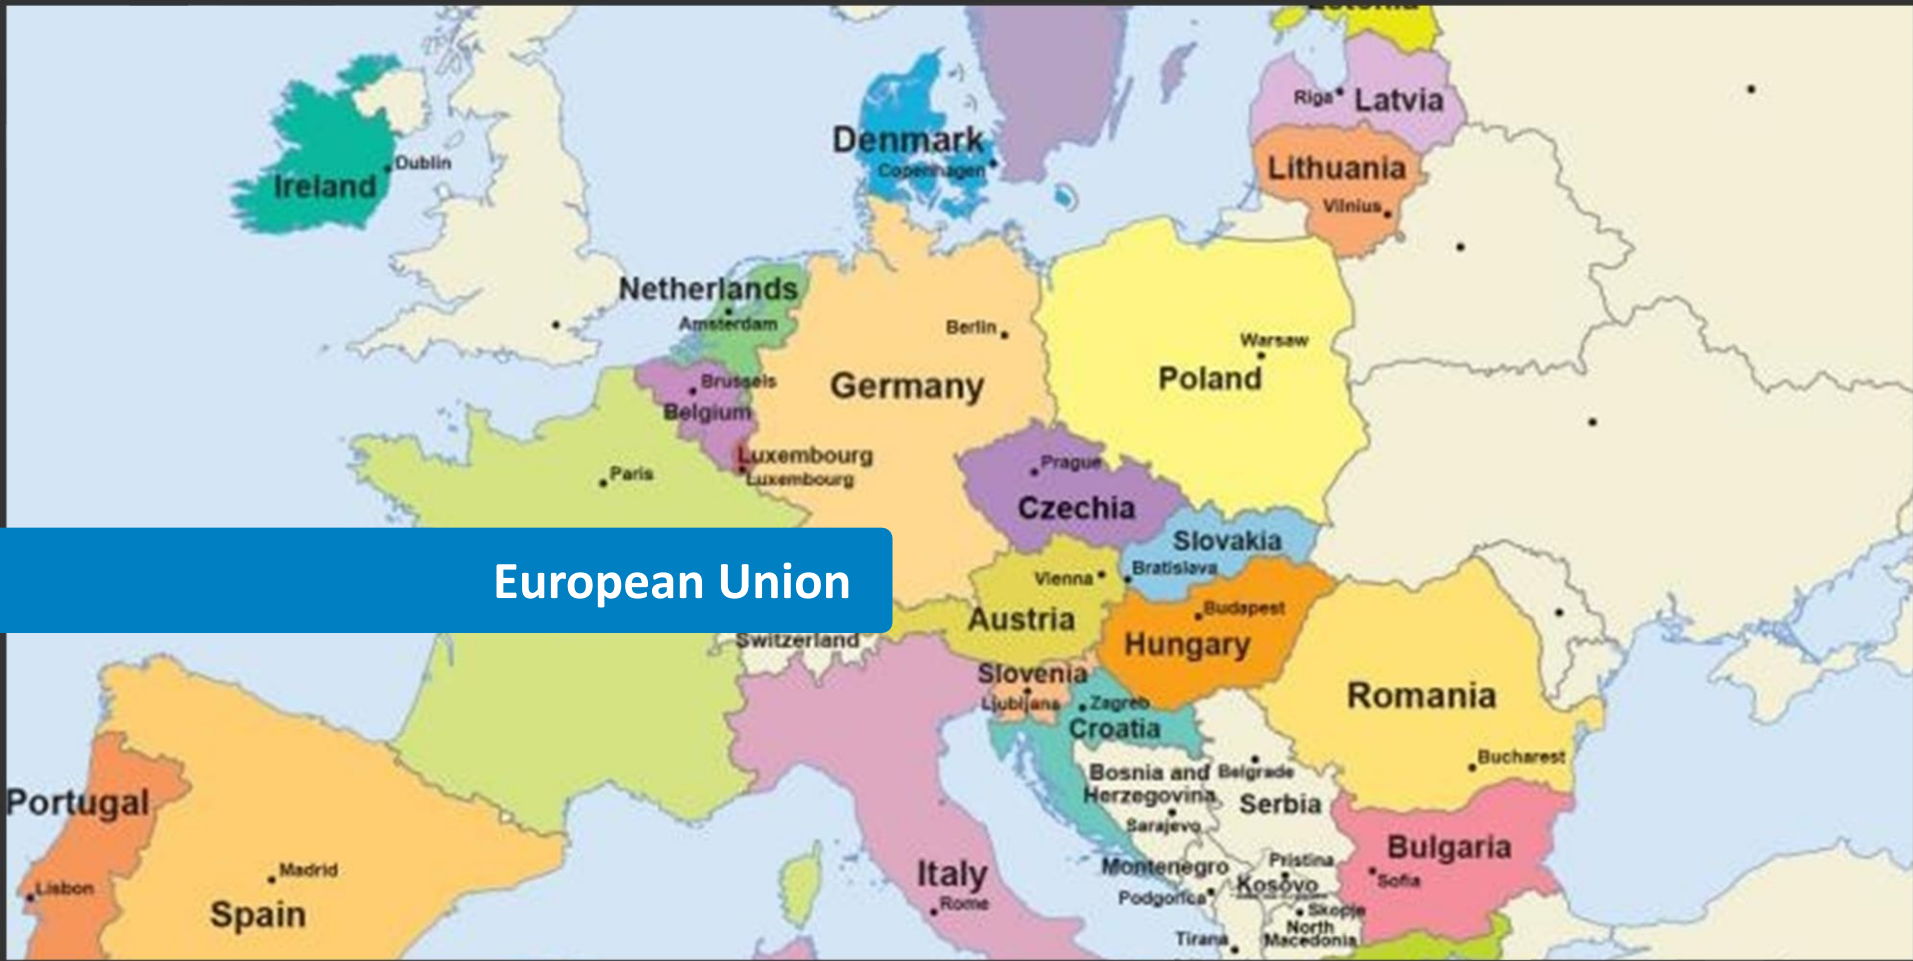 Estonia
Riga
Latvia
Denmark
Copenhagen
Dublin
Ireland
Lithuania
Vilnius
Netherlands
Amsterdam
Berlin
Warsaw
Brussels
Germany
Poland
Belgium
Luxembourg
Luxembourg
Paris
Prague
Czechia
Slovakia
Bratislava
European Union
Vienna
Austria
Budapest
Hungary
Switzerland
Slovenia
Ljubljana
Zagreb
Croatia
Romania
Bucharest
Bosnia and
Herzegovina
Sarajevo
Belgrade
Serbia
Portugal
Lisbon
Madrid
Spain
Italy
Rome
Montenegro
Podgorica
Pristina
Kosovo
Bulgaria
Sofia
Skopje
North
Macedonia
Tirana